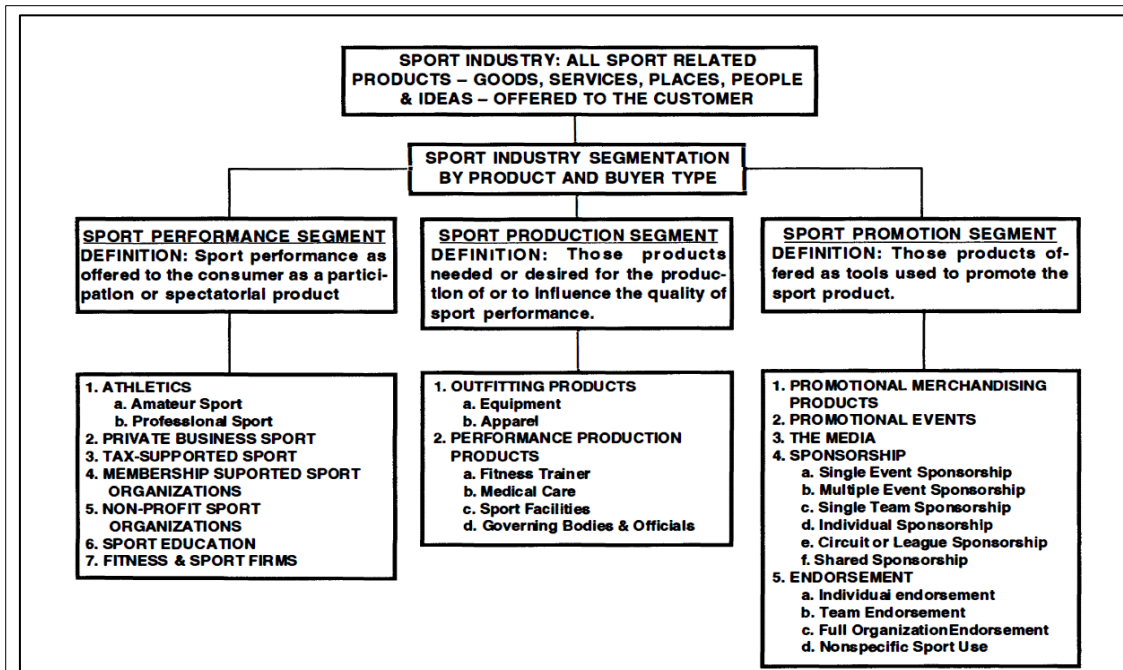 SPORT INDUSTRY: ALL SPORT RELATED
PRODUCTS – GOODS, SERVICES, PLACES, PEOPLE
& IDEAS – OFFERED TO THE CUSTOMER
SPORT INDUSTRY SEGMENTATION
BY PRODUCT AND BUYER TYPE
SPORT PERFORMANCE SEGMENT
DEFINITION: Sport performance as
offered to the consumer as a partici-
pation or spectatorial product
SPORT PRODUCTION SEGMENT
DEFINITION: Those products
needed or desired for the produc-
tion of or to influence the quality of
sport performance.
SPORT PROMOTION SEGMENT
DEFINITION: Those products of-
fered as tools used to promote the
sport product.
1. ATHLETICS
a. Amateur Sport
b. Professional Sport
2. PRIVATE BUSINESS SPORT
3. TAX-SUPPORTED SPORT
4. MEMBERSHIP SUPORTED SPORT
ORGANIZATIONS
5. NON-PROFIT SPORT
ORGANIZATIONS
6. SPORT EDUCATION
7. FITNESS & SPORT FIRMS
1. OUTFITTING PRODUCTS
a. Equipment
b. Apparel
2. PERFORMANCE PRODUCTION
PRODUCTS
a. Fitness Trainer
b. Medical Care
c. Sport Facilities
d. Governing Bodies & Officials
1. PROMOTIONAL MERCHANDISING
PRODUCTS
2. PROMOTIONAL EVENTS
3. THE MEDIA
4. SPONSORSHIP
a. Single Event Sponsorship
b. Multiple Event Sponsorship
c. Single Team Sponsorship
d. Individual Sponsorship
e. Circuit or League Sponsorship
f. Shared Sponsorship
5. ENDORSEMENT
a. Individual endorsement
b. Team Endorsement
c. Full Organization Endorsement
d. Nonspecific Sport Use